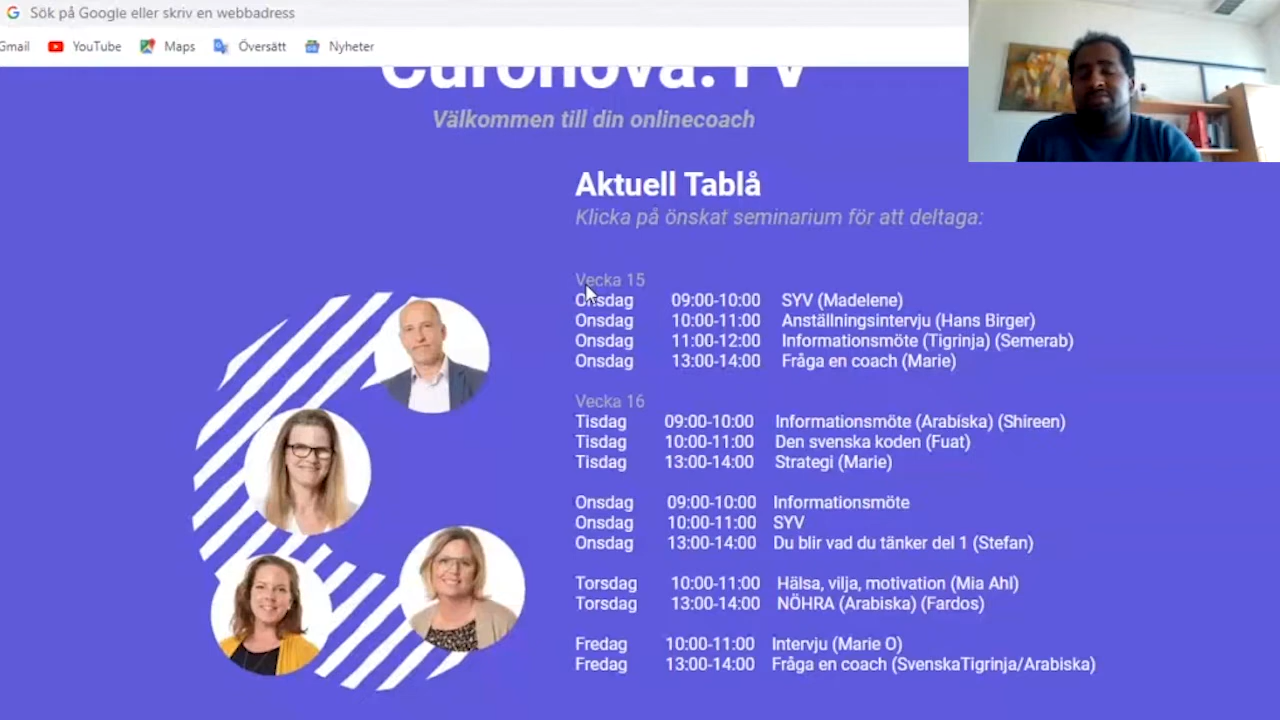 Sök på Google eller skriv en webbadress
Gmail YouTube Maps Översätt Nyheter
Curonova.TV
Välkommen till din onlinecoach
Aktuell Tablå
Klicka på önskat seminarium för att deltaga:
Vecka 15
Onsdag 09:00-10:00 SYV (Madelene)
Onsdag 10:00-11:00 Anställningsintervju (Hans Birger)
Onsdag 11:00-12:00 Informationsmöte (Tigrinja) (Semerab)
Onsdag 13:00-14:00 Fråga en coach (Marie)
Vecka 16
Tisdag 09:00-10:00 Informationsmöte (Arabiska) (Shireen)
Tisdag 10:00-11:00 Den svenska koden (Fuat)
Tisdag 13:00-14:00 Strategi (Marie)
Onsdag 09:00-10:00 Informationsmöte
Onsdag 10:00-11:00 SYV
Onsdag 13:00-14:00 Du blir vad du tänker del 1 (Stefan)
Torsdag 10:00-11:00 Hälsa, vilja, motivation (Mia Ahl)
Torsdag 13:00-14:00 NÖHRA (Arabiska) (Fardos)
Fredag 10:00-11:00 Intervju (Marie O)
Fredag 13:00-14:00 Fråga en coach (SvenskaTigrinja/Arabiska)